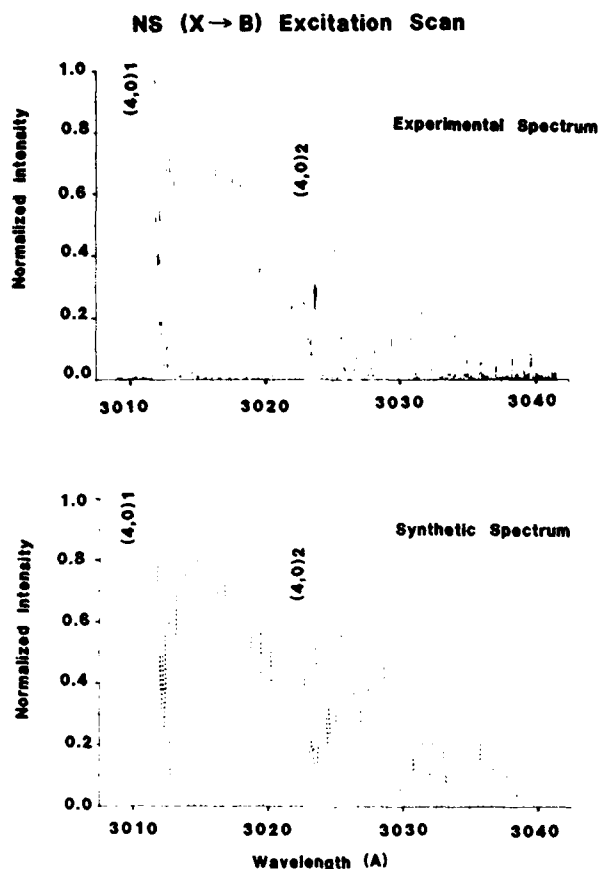 NS (X→B) Excitation Scan
Normalized Intensity
1.0
0.8
0.6
0.4
0.2
0.0
(4,0)1
(4,0)2
Experimental Spectrum
3010 3020 3030 3040
Normalized Intensity
1.0
0.8
0.6
0.4
0.2
0.0
(4,0)1
(4,0)2
Synthetic Spectrum
3010 3020 3030 3040
Wavelength (A)